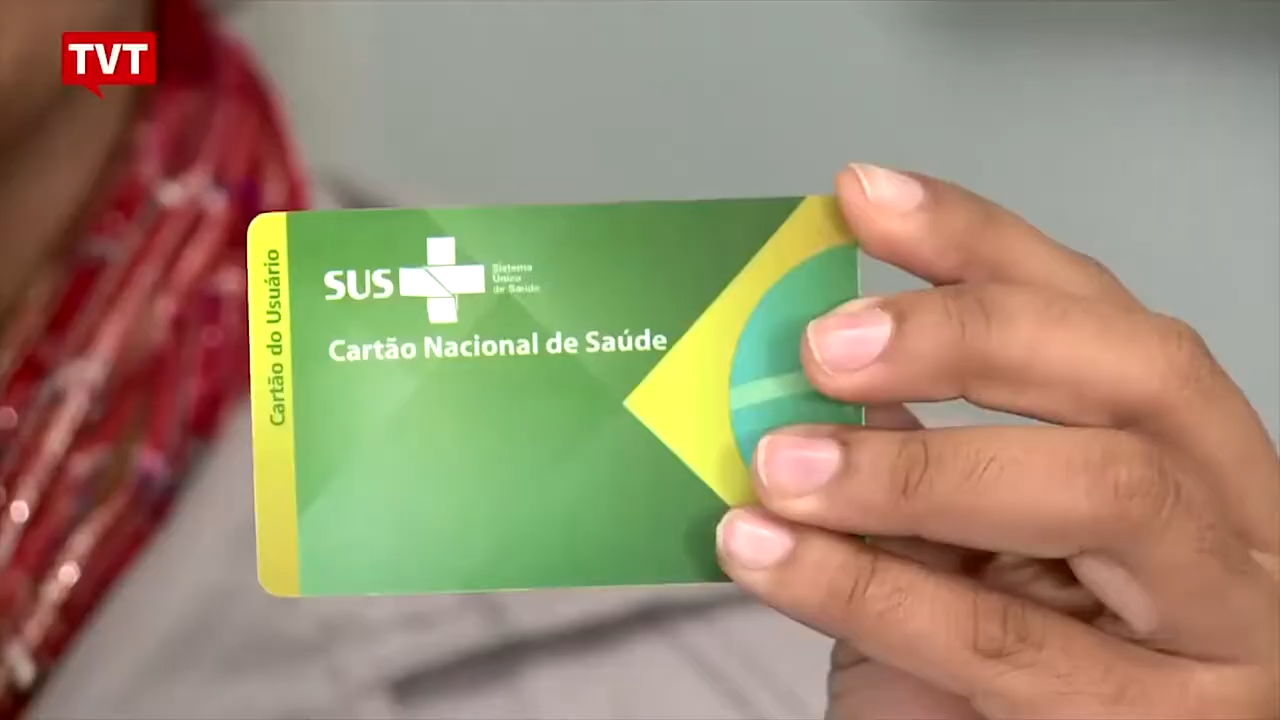 TVT
Cartão do Usuário
SUS
Sistema
Único
de Saúde
Cartão Nacional de Saúde